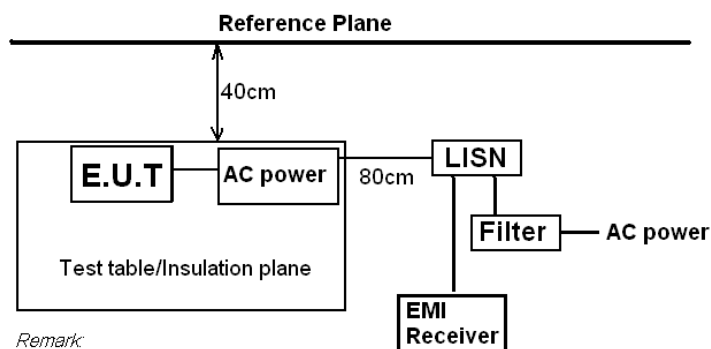 Reference Plane
40cm
E.U.T
AC power
80cm
LISN
Filter
AC power
Test table/Insulation plane
EMI
Receiver
Remark: